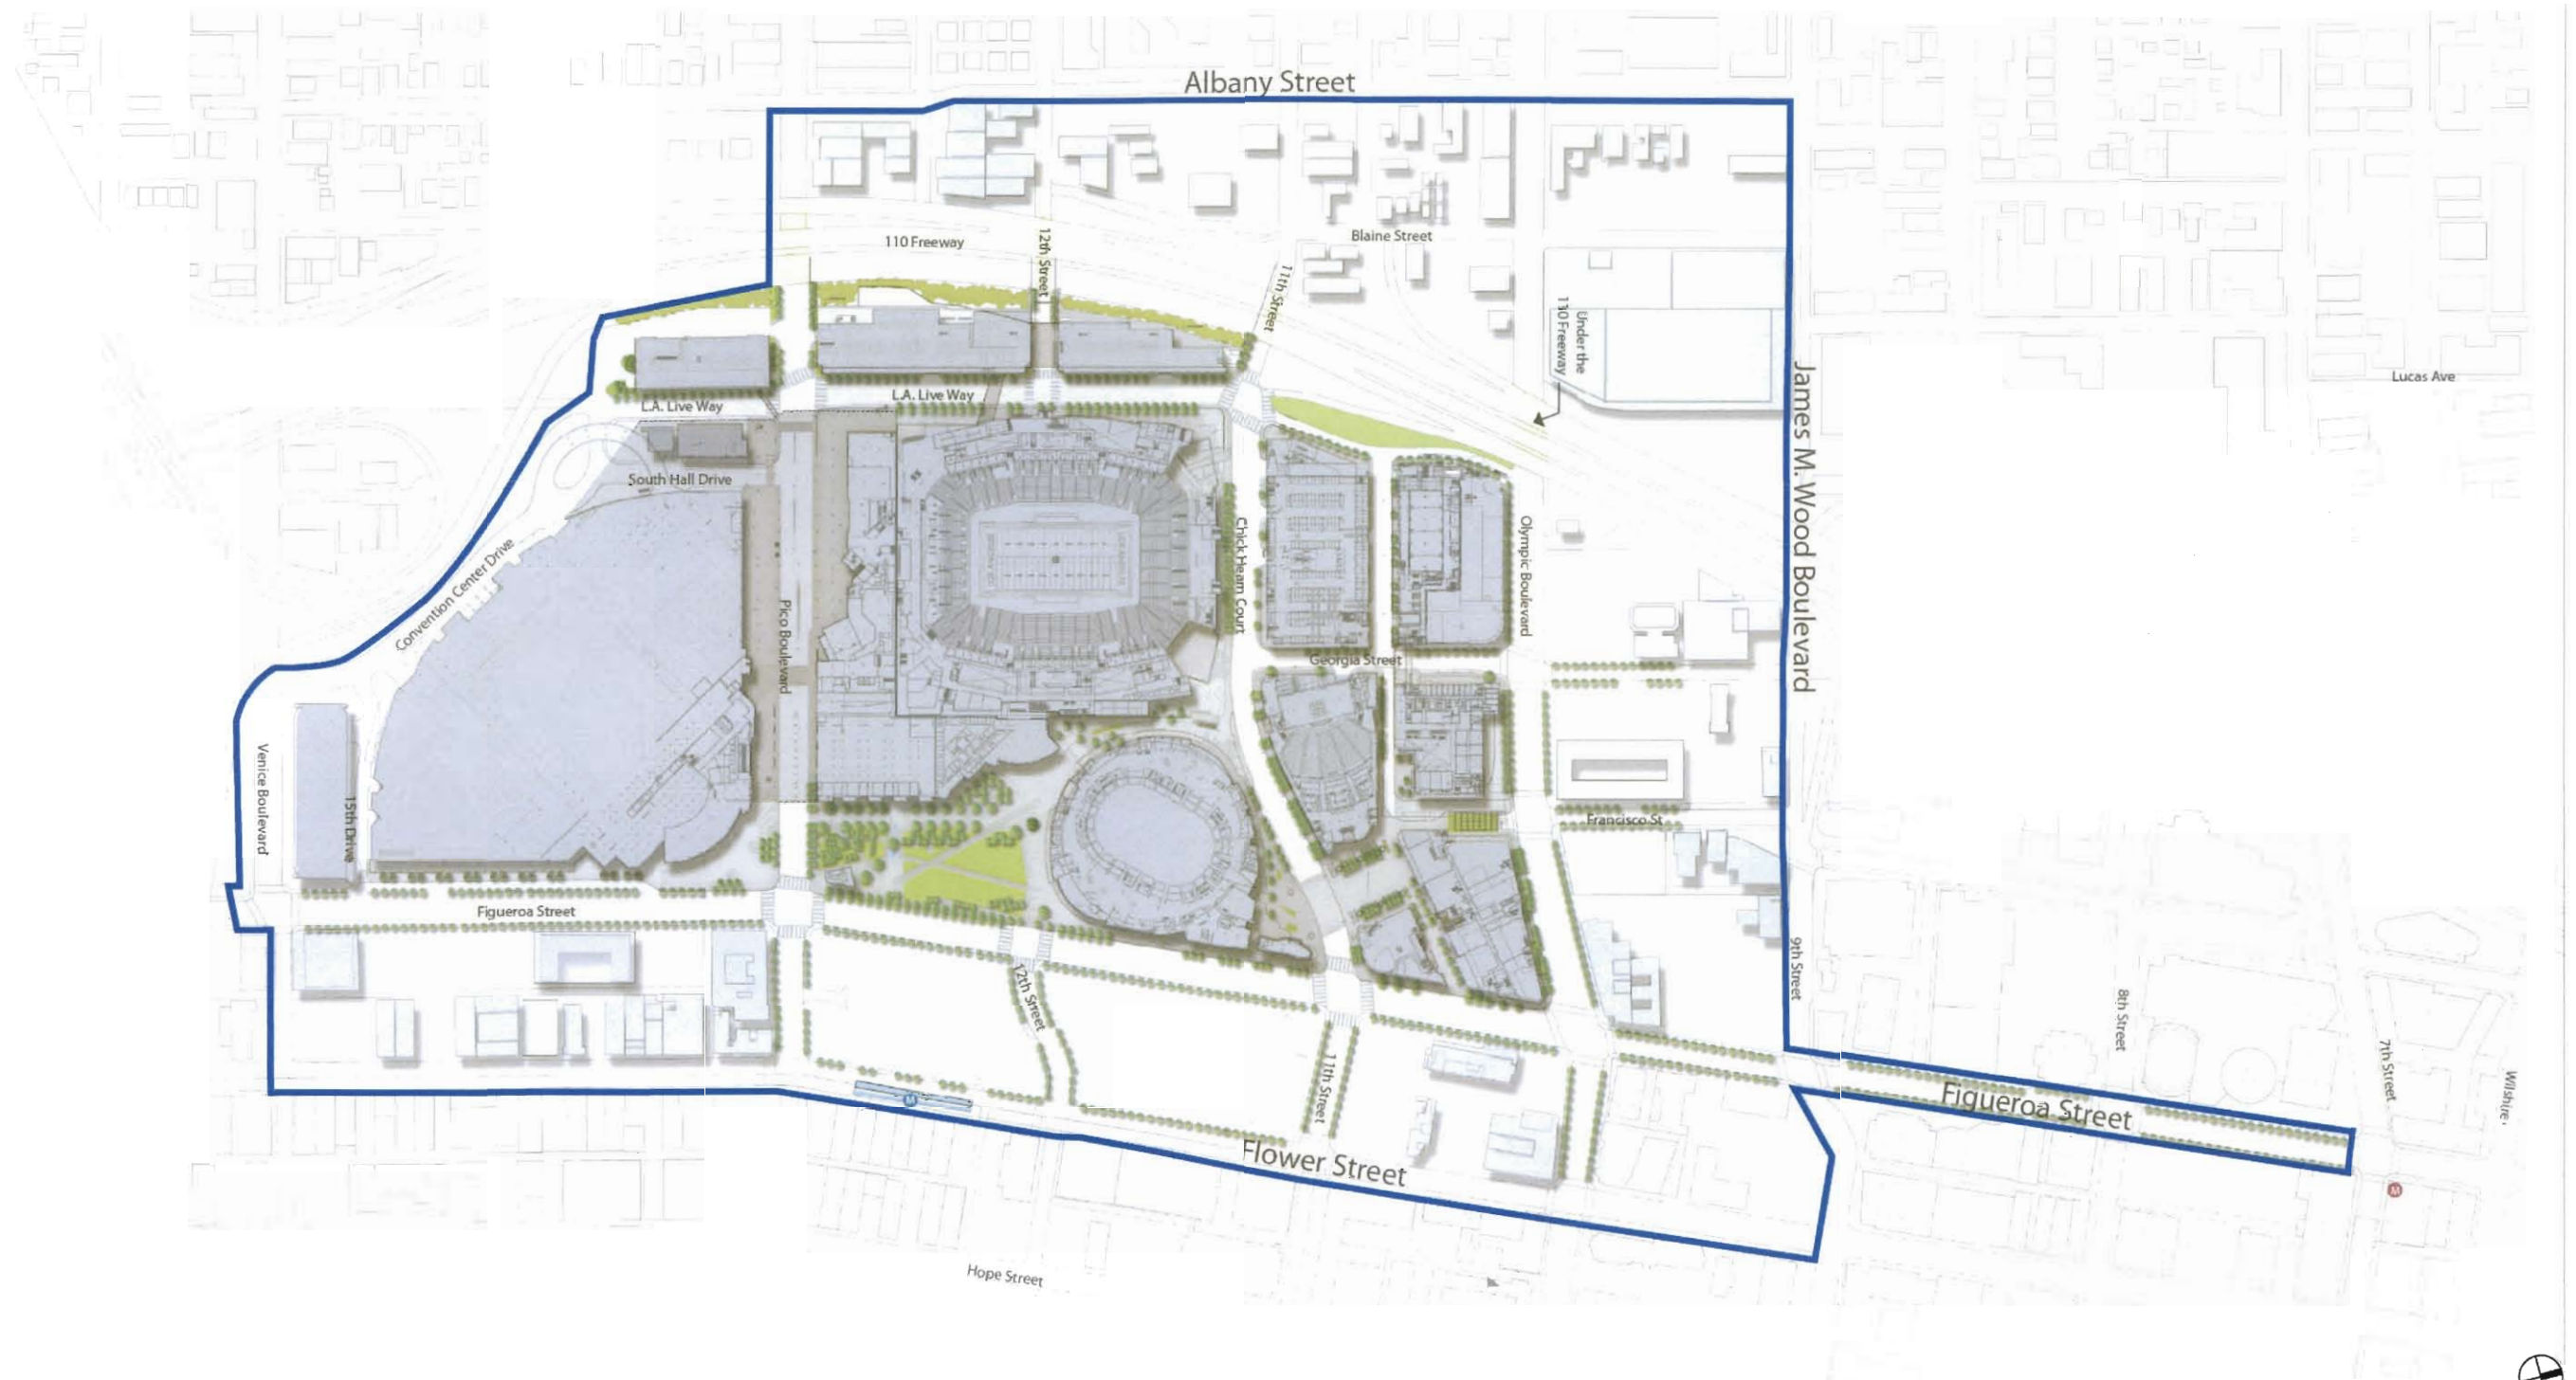 Albany Street
110 Freeway
12th Street
Blaine Street
11th Street
Under the
110 Freeway
Lucas Ave
L.A. Live Way
L.A. Live Way
South Hall Drive
James M. Wood Boulevard
Convention Center Drive
Pico Boulevard
Chick Hearn Court
Olympic Boulevard
Georgia Street
Venice Boulevard
15th Drive
Francisco St
Figueroa Street
12th Street
9th Street
8th Street
7th Street
Wilshire
11th Street
M
Figueroa Street
Flower Street
M
Hope Street